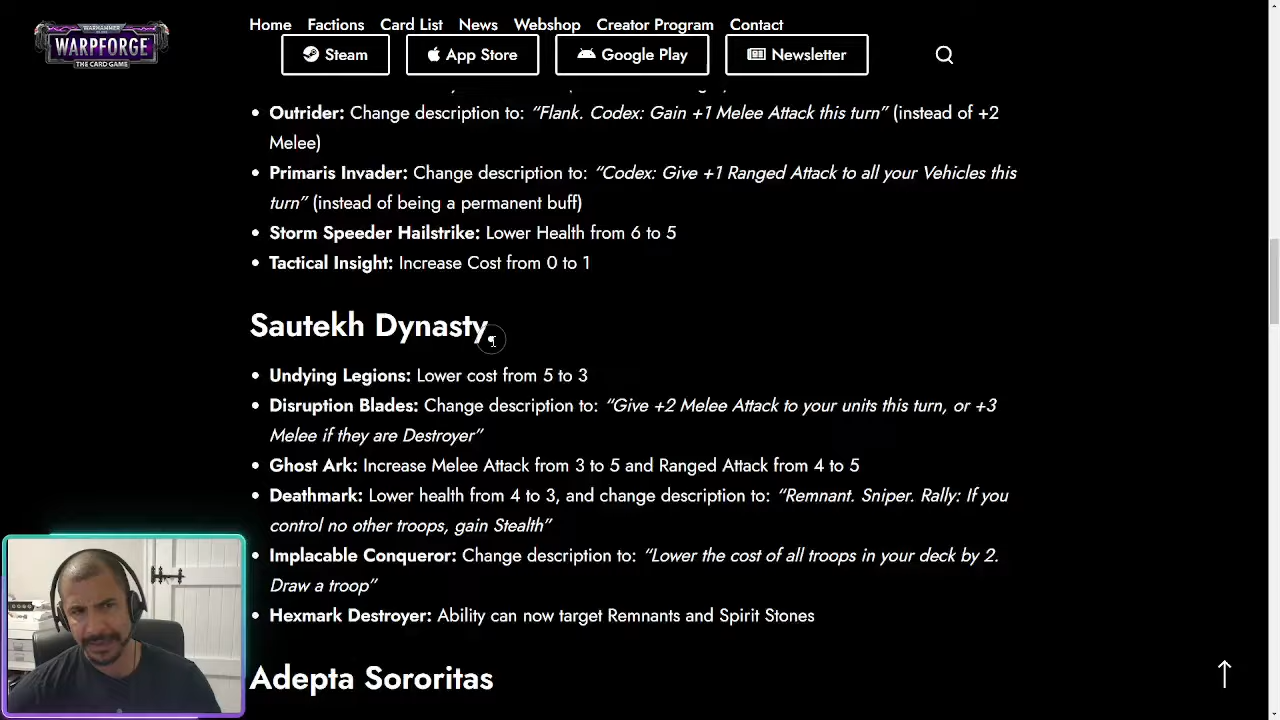 WARHAMMER
WARPFORGE
THE CARD GAME
Home Factions Card List News Webshop Creator Program Contact
Steam App Store Google Play Newsletter
• Outrider: Change description to: “Flank. Codex: Gain +1 Melee Attack this turn” (instead of +2
Melee)
• Primaris Invader: Change description to: “Codex: Give +1 Ranged Attack to all your Vehicles this
turn” (instead of being a permanent buff)
• Storm Speeder Hailstrike: Lower Health from 6 to 5
• Tactical Insight: Increase Cost from 0 to 1
Sautekh Dynasty
• Undying Legions: Lower cost from 5 to 3
• Disruption Blades: Change description to: “Give +2 Melee Attack to your units this turn, or +3
Melee if they are Destroyer”
• Ghost Ark: Increase Melee Attack from 3 to 5 and Ranged Attack from 4 to 5
• Deathmark: Lower health from 4 to 3, and change description to: “Remnant. Sniper. Rally: If you
control no other troops, gain Stealth”
• Implacable Conqueror: Change description to: “Lower the cost of all troops in your deck by 2.
Draw a troop”
• Hexmark Destroyer: Ability can now target Remnants and Spirit Stones
Adepta Sororitas